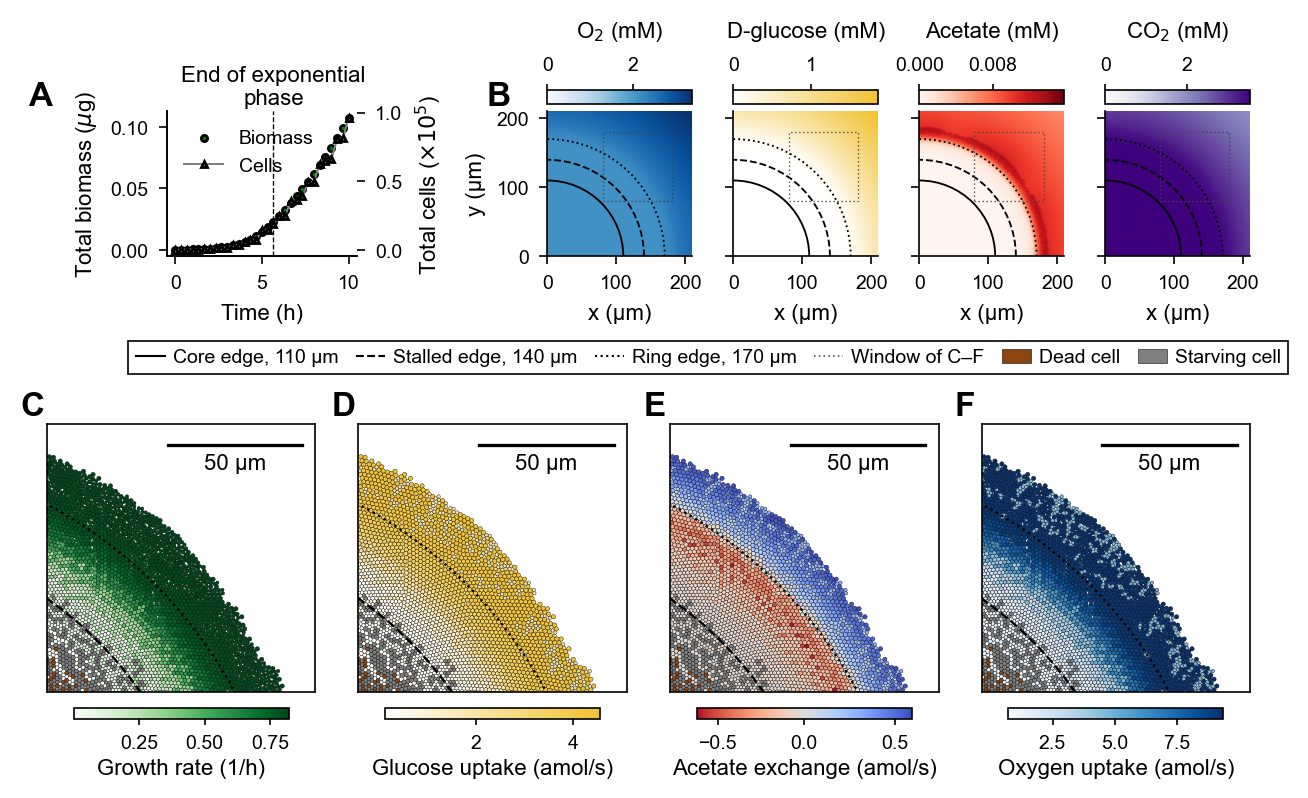 A
End of exponential
phase
Total biomass (µg)
0.10
0.05
0.00
Biomass
Cells
1.0
0.5
0.0
Total cells (×10⁵)
0 5 10
Time (h)
B
O₂ (mM)
0 2
D-glucose (mM)
0 1
Acetate (mM)
0.000 0.008
CO₂ (mM)
0 2
y (µm)
200
100
0
0 100 200
x (µm)
0 100 200
x (µm)
0 100 200
x (µm)
0 100 200
x (µm)
Core edge, 110 µm Stalled edge, 140 µm Ring edge, 170 µm Window of C–F Dead cell Starving cell
C
50 µm
0.25 0.50 0.75
Growth rate (1/h)
D
50 µm
2 4
Glucose uptake (amol/s)
E
50 µm
−0.5 0.0 0.5
Acetate exchange (amol/s)
F
50 µm
2.5 5.0 7.5
Oxygen uptake (amol/s)